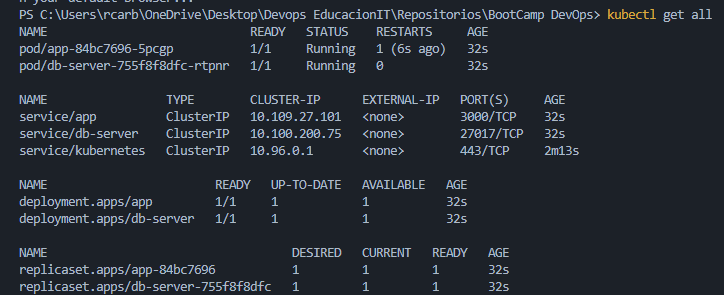 n your default browser...
PS C:\Users\rcarb\OneDrive\Desktop\Devops EducacionIT\Repositorios\BootCamp DevOps> kubectl get all
NAME READY STATUS RESTARTS AGE
pod/app-84bc7696-5pcgp 1/1 Running 1 (6s ago) 32s
pod/db-server-755f8f8dfc-rtpnr 1/1 Running 0 32s
NAME TYPE CLUSTER-IP EXTERNAL-IP PORT(S) AGE
service/app ClusterIP 10.109.27.101 <none> 3000/TCP 32s
service/db-server ClusterIP 10.100.200.75 <none> 27017/TCP 32s
service/kubernetes ClusterIP 10.96.0.1 <none> 443/TCP 2m13s
NAME READY UP-TO-DATE AVAILABLE AGE
deployment.apps/app 1/1 1 1 32s
deployment.apps/db-server 1/1 1 1 32s
NAME DESIRED CURRENT READY AGE
replicaset.apps/app-84bc7696 1 1 1 32s
replicaset.apps/db-server-755f8f8dfc 1 1 1 32s